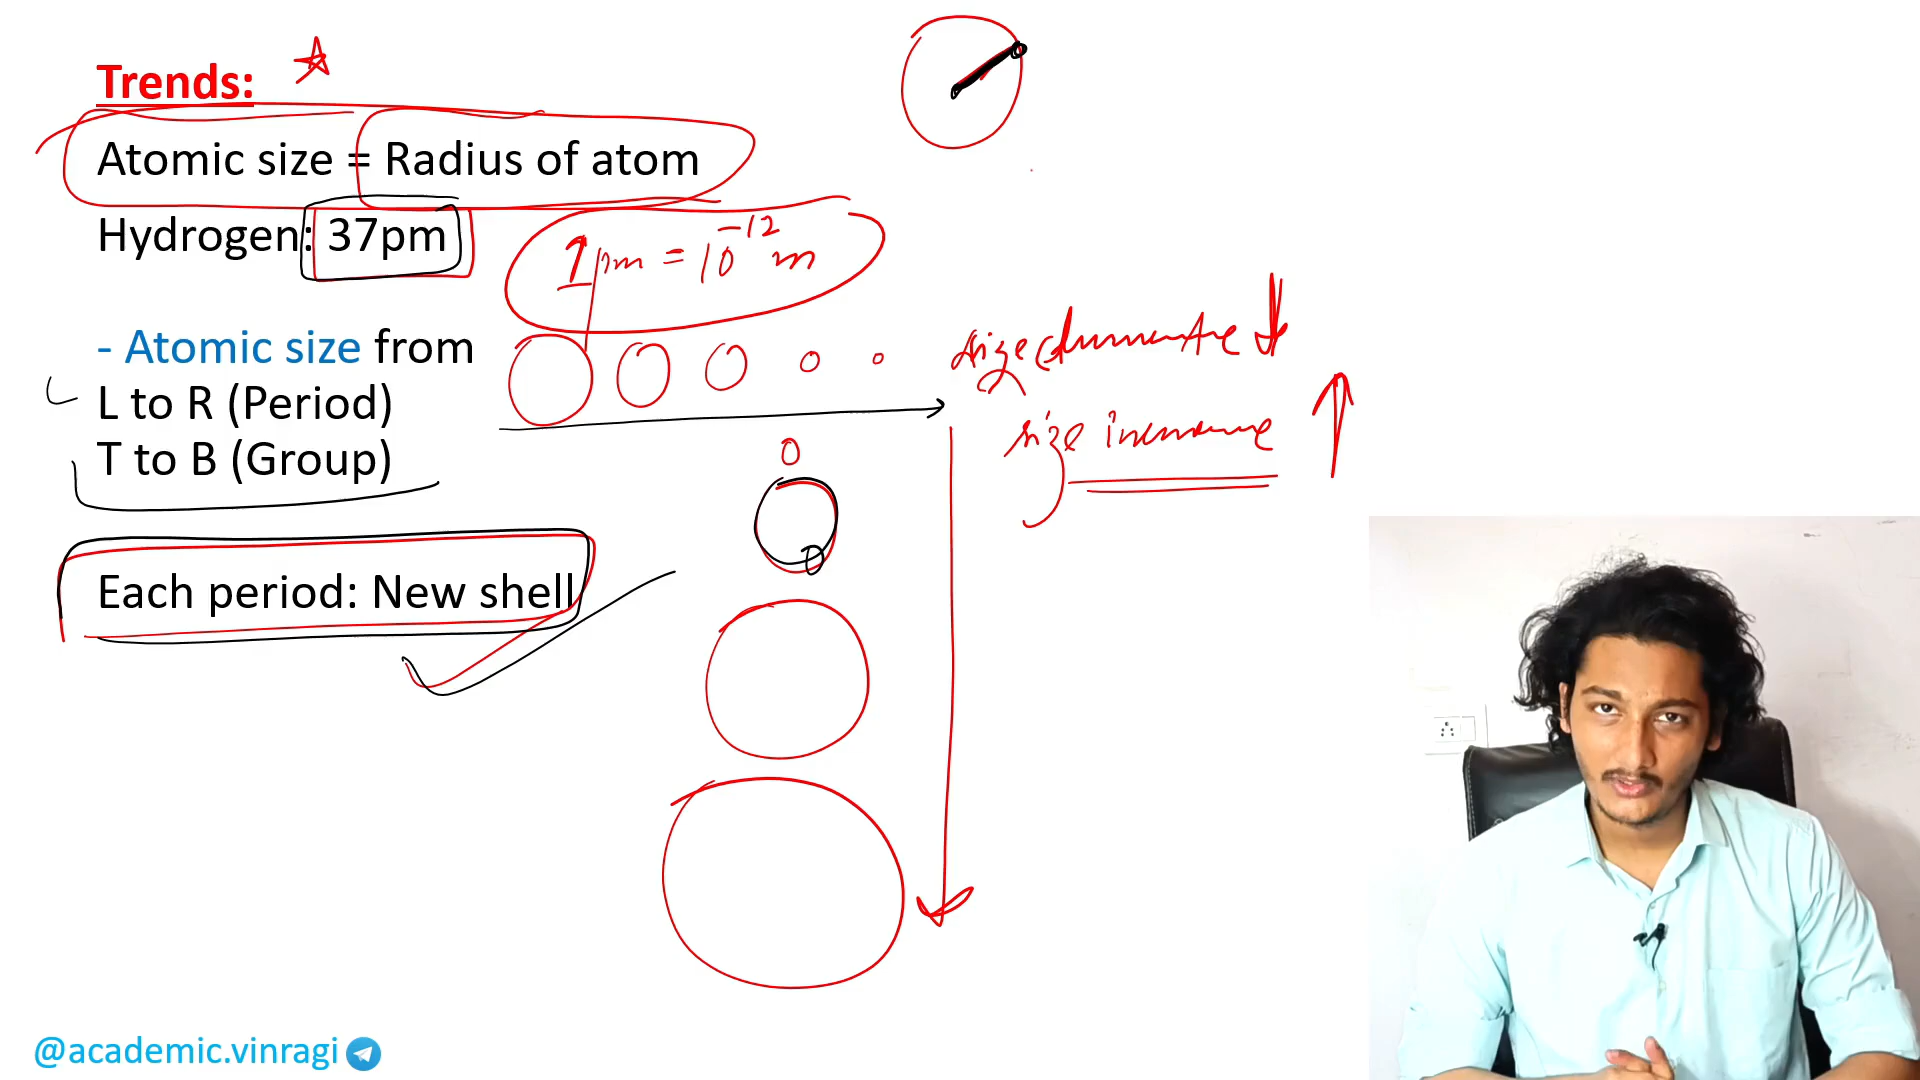 Trends:
Atomic size = Radius of atom
Hydrogen: 37pm
1pm = 10^-12 m
- Atomic size from
L to R (Period)
T to B (Group)
size
size increase
Each period: New shell
@academic.vinragi